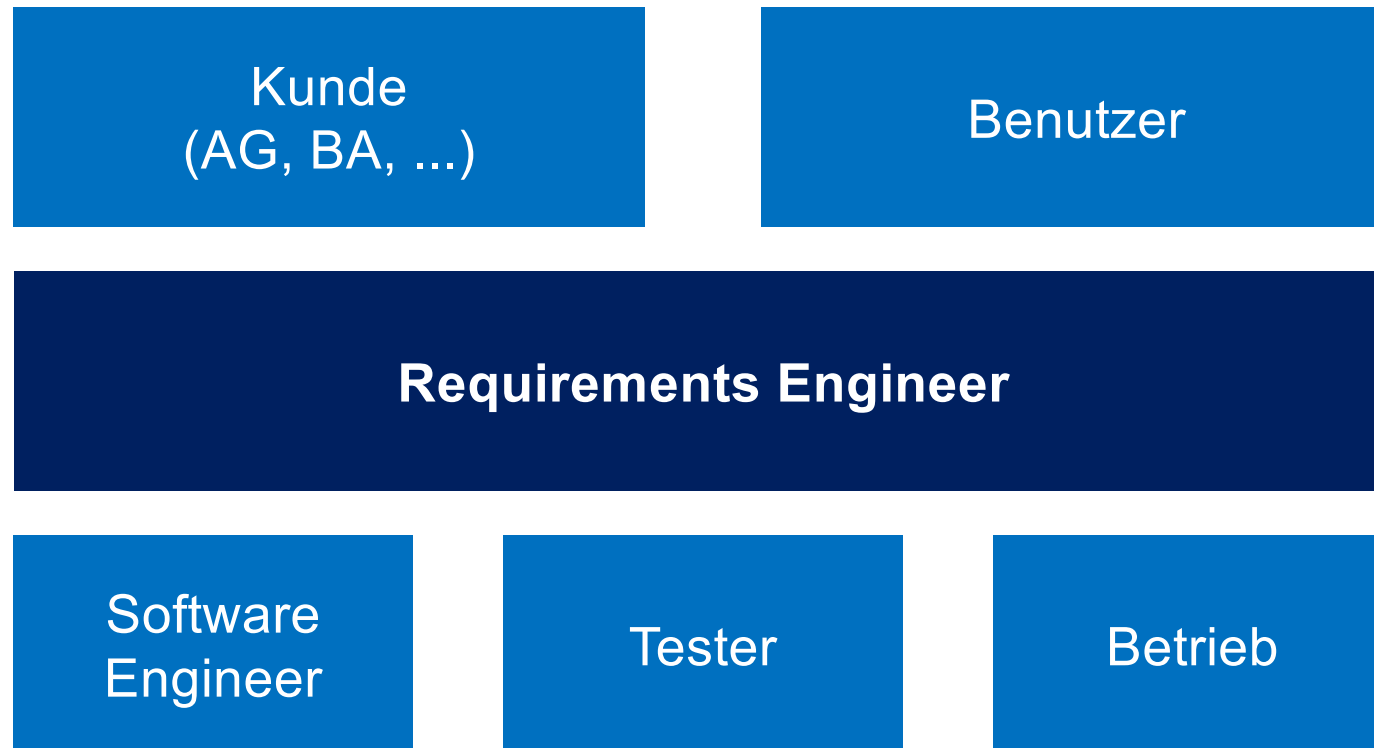 Kunde
(AG, BA, ...)
Benutzer
Requirements Engineer
Software
Engineer
Tester
Betrieb